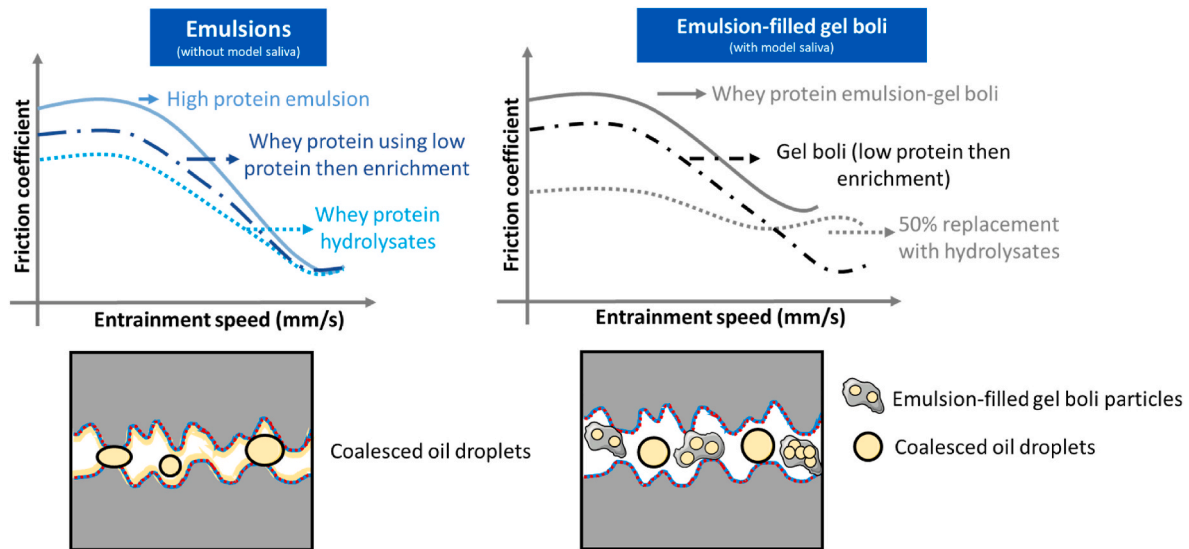 Emulsions
(without model saliva)
Friction coefficient
High protein emulsion
Whey protein using low
protein then enrichment
Whey protein
hydrolysates
Entrainment speed (mm/s)
Emulsion-filled gel boli
(with model saliva)
Friction coefficient
Whey protein emulsion-gel boli
Gel boli (low protein then
enrichment)
50% replacement
with hydrolysates
Entrainment speed (mm/s)
Coalesced oil droplets
Emulsion-filled gel boli particles
Coalesced oil droplets